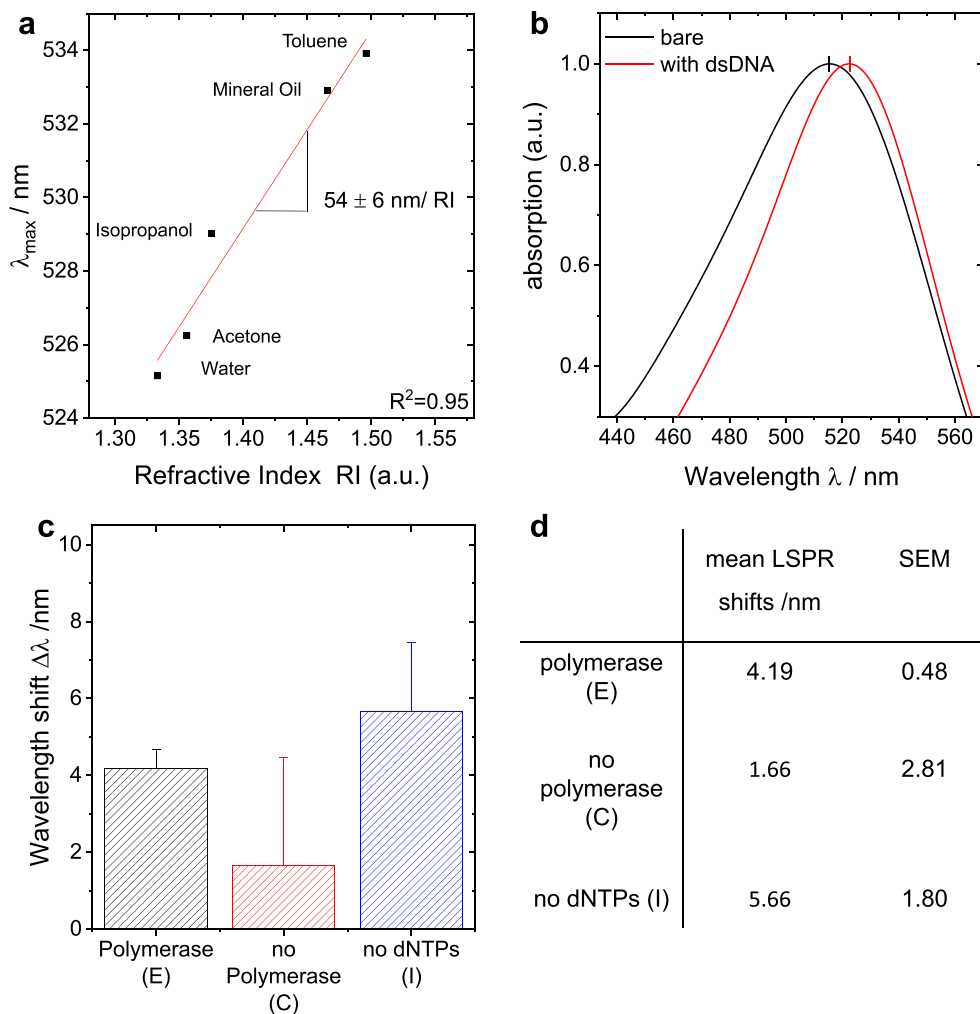 a
534
532
530
528
526
524
λmax / nm
Toluene
Mineral Oil
54 ± 6 nm/ RI
Isopropanol
Acetone
Water
R²=0.95
1.30 1.35 1.40 1.45 1.50 1.55
Refractive Index RI (a.u.)
b
bare
with dsDNA
1.0
0.8
0.6
0.4
absorption (a.u.)
440 460 480 500 520 540 560
Wavelength λ / nm
c
10
8
6
4
2
0
Wavelength shift Δλ /nm
Polymerase
(E)
no
Polymerase
(C)
no dNTPs
(I)
d
mean LSPR
shifts /nm
SEM
polymerase
(E)
4.19
0.48
no
polymerase
(C)
1.66
2.81
no dNTPs (I)
5.66
1.80